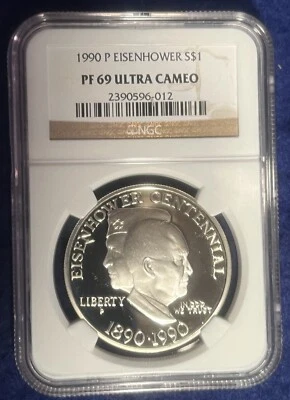 1990 P EISENHOWER S$1
PF 69 ULTRA CAMEO
2390596-012
NGC
EISENHOWER CENTENNIAL
LIBERTY
P
IN GOD
WE TRUST
1890-1990